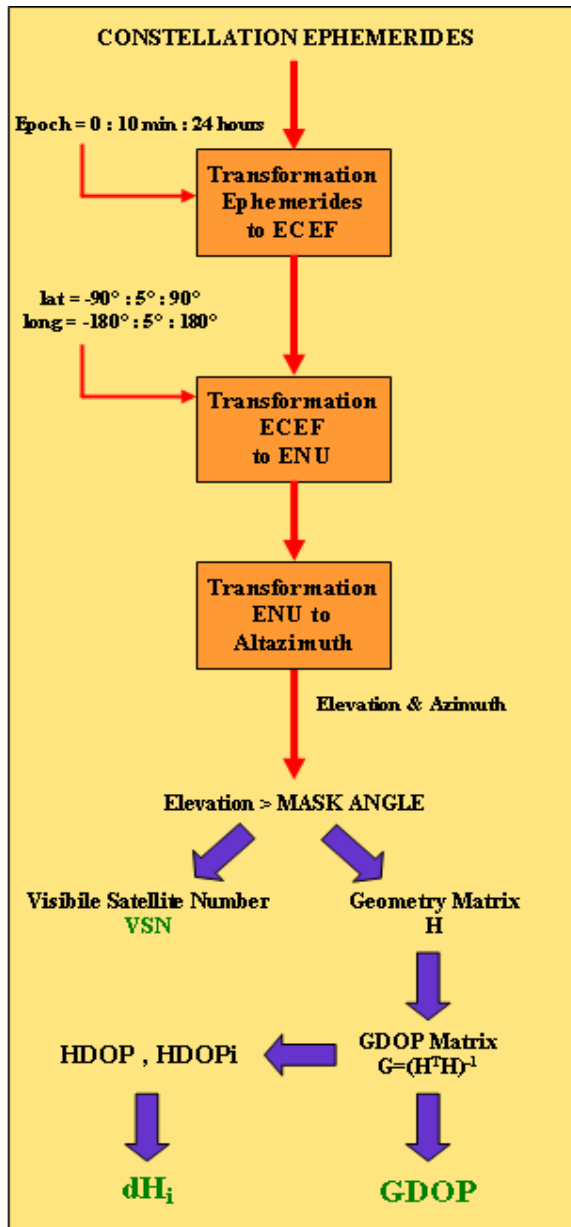 CONSTELLATION EPHEMERIDES
Epoch = 0 : 10 min : 24 hours
Transformation
Ephemerides
to ECEF
lat = -90° : 5° : 90°
long = -180° : 5° : 180°
Transformation
ECEF
to ENU
Transformation
ENU to
Altazimuth
Elevation & Azimuth
Elevation > MASK ANGLE
Visibile Satellite Number
VSN
Geometry Matrix
H
HDOP , HDOPi
GDOP Matrix
G=(HᵀH)⁻¹
dHᵢ
GDOP